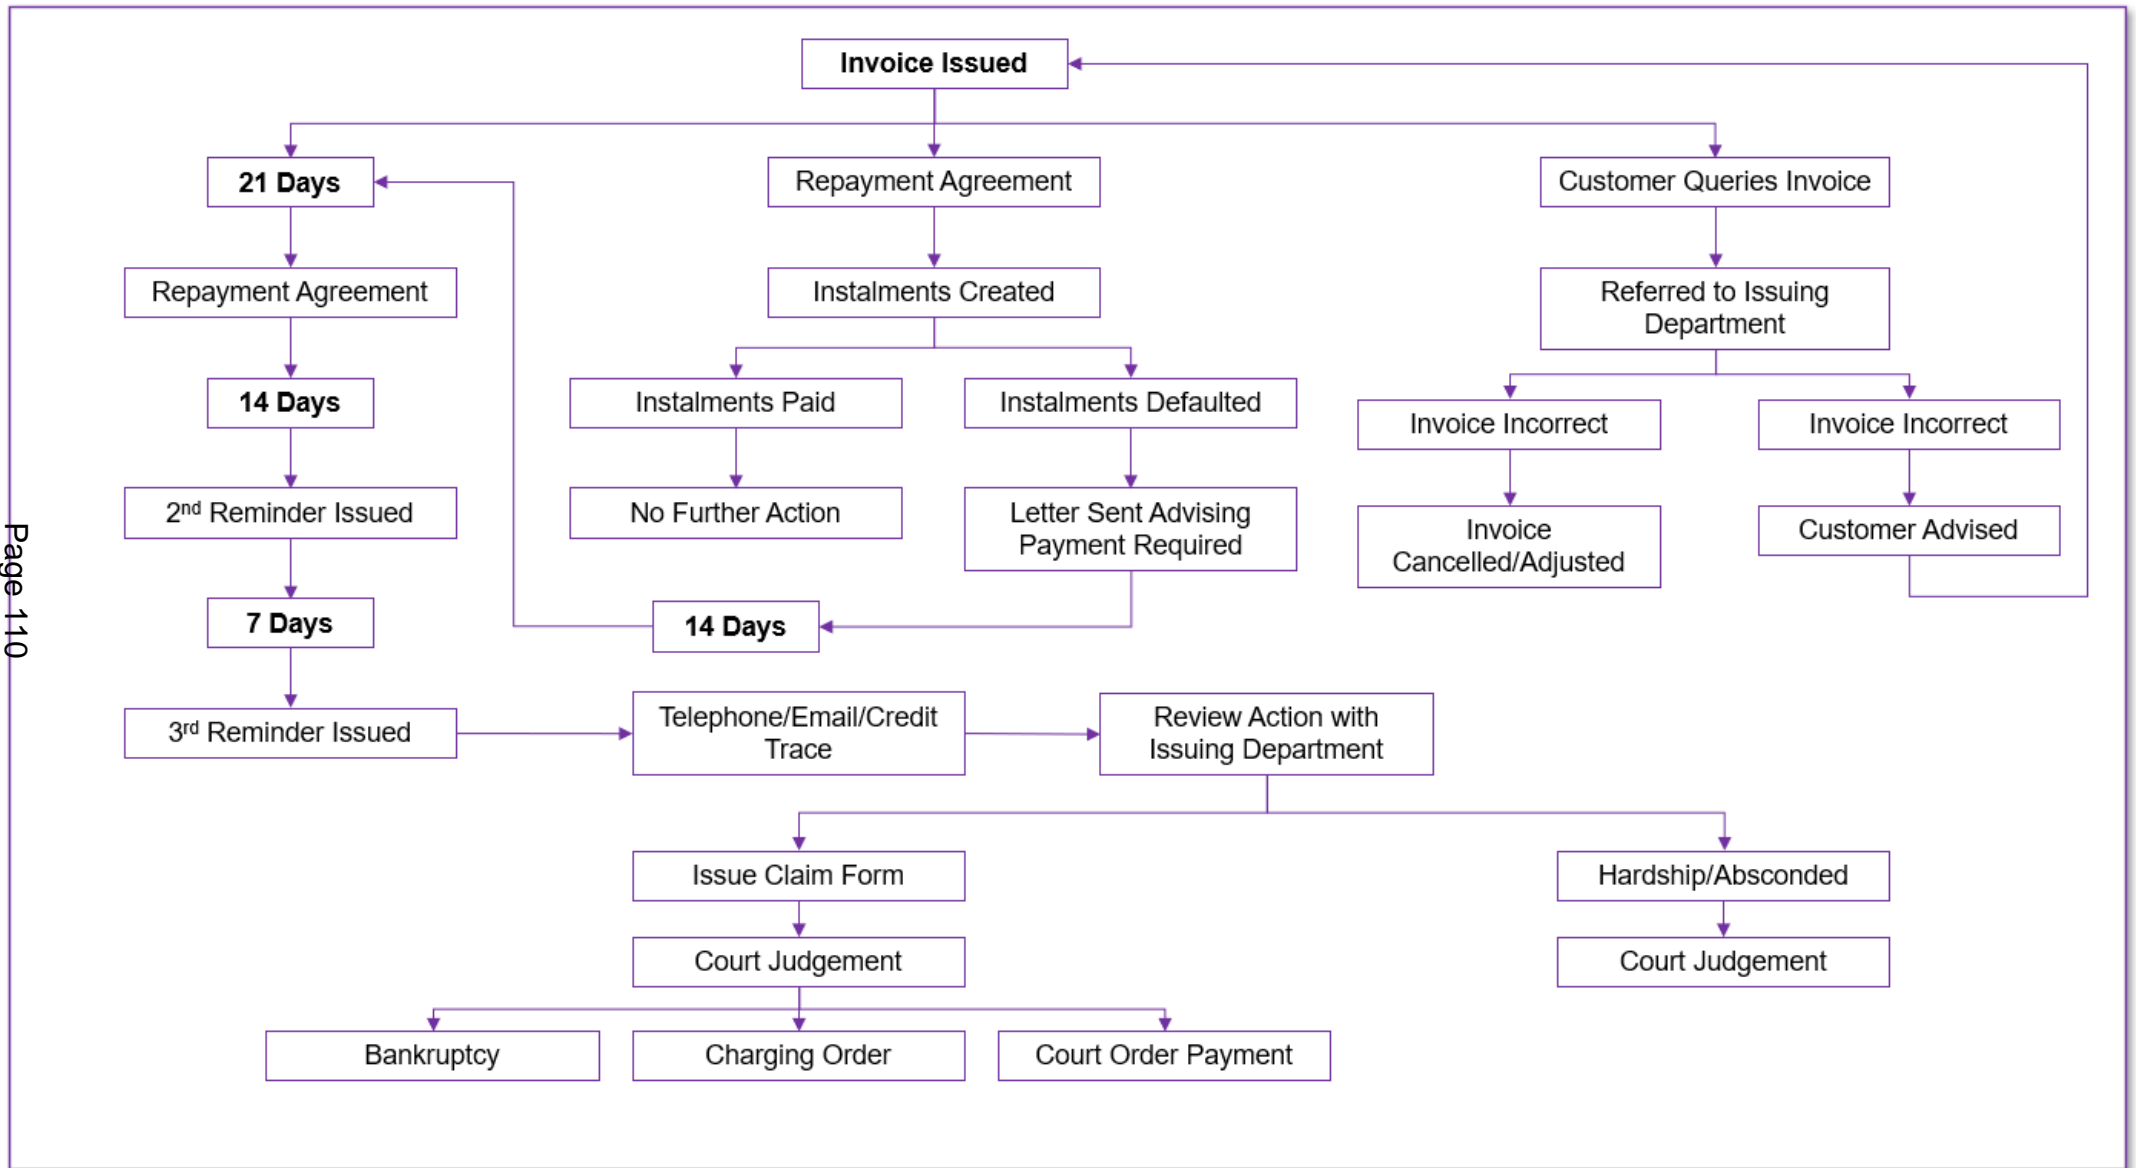 Invoice Issued
21 Days
Repayment Agreement
Customer Queries Invoice
Repayment Agreement
Instalments Created
Referred to Issuing
Department
14 Days
Instalments Paid
Instalments Defaulted
Invoice Incorrect
Invoice Incorrect
2nd Reminder Issued
No Further Action
Letter Sent Advising
Payment Required
Invoice
Cancelled/Adjusted
Customer Advised
7 Days
14 Days
3rd Reminder Issued
Telephone/Email/Credit
Trace
Review Action with
Issuing Department
Issue Claim Form
Hardship/Absconded
Court Judgement
Court Judgement
Bankruptcy
Charging Order
Court Order Payment
Page 110